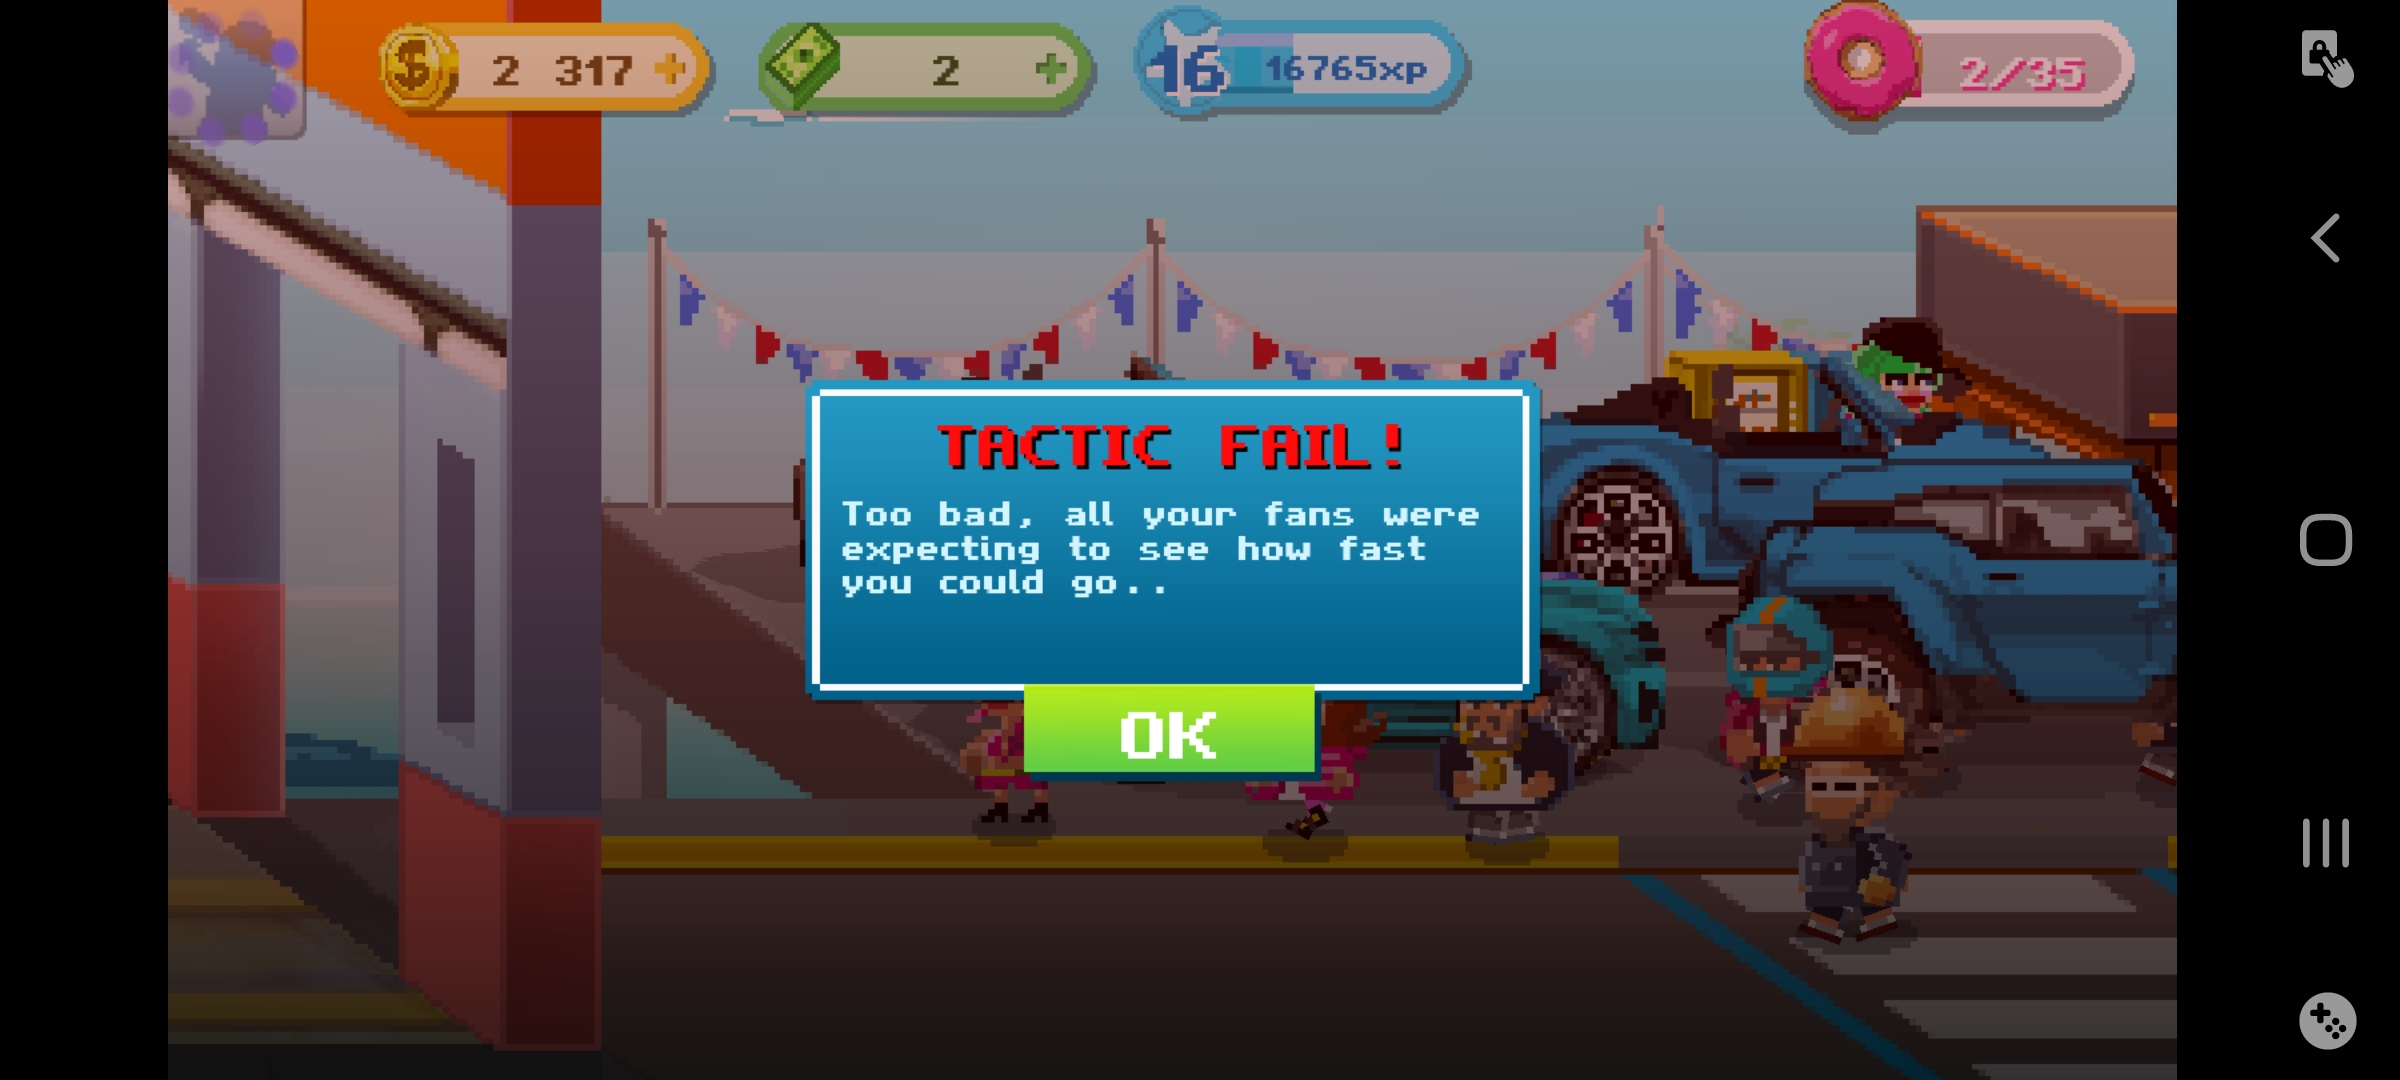 2 317 +
2 +
16 16765xp
2/35
TACTIC FAIL!
Too bad, all your fans were
expecting to see how fast
you could go..
OK